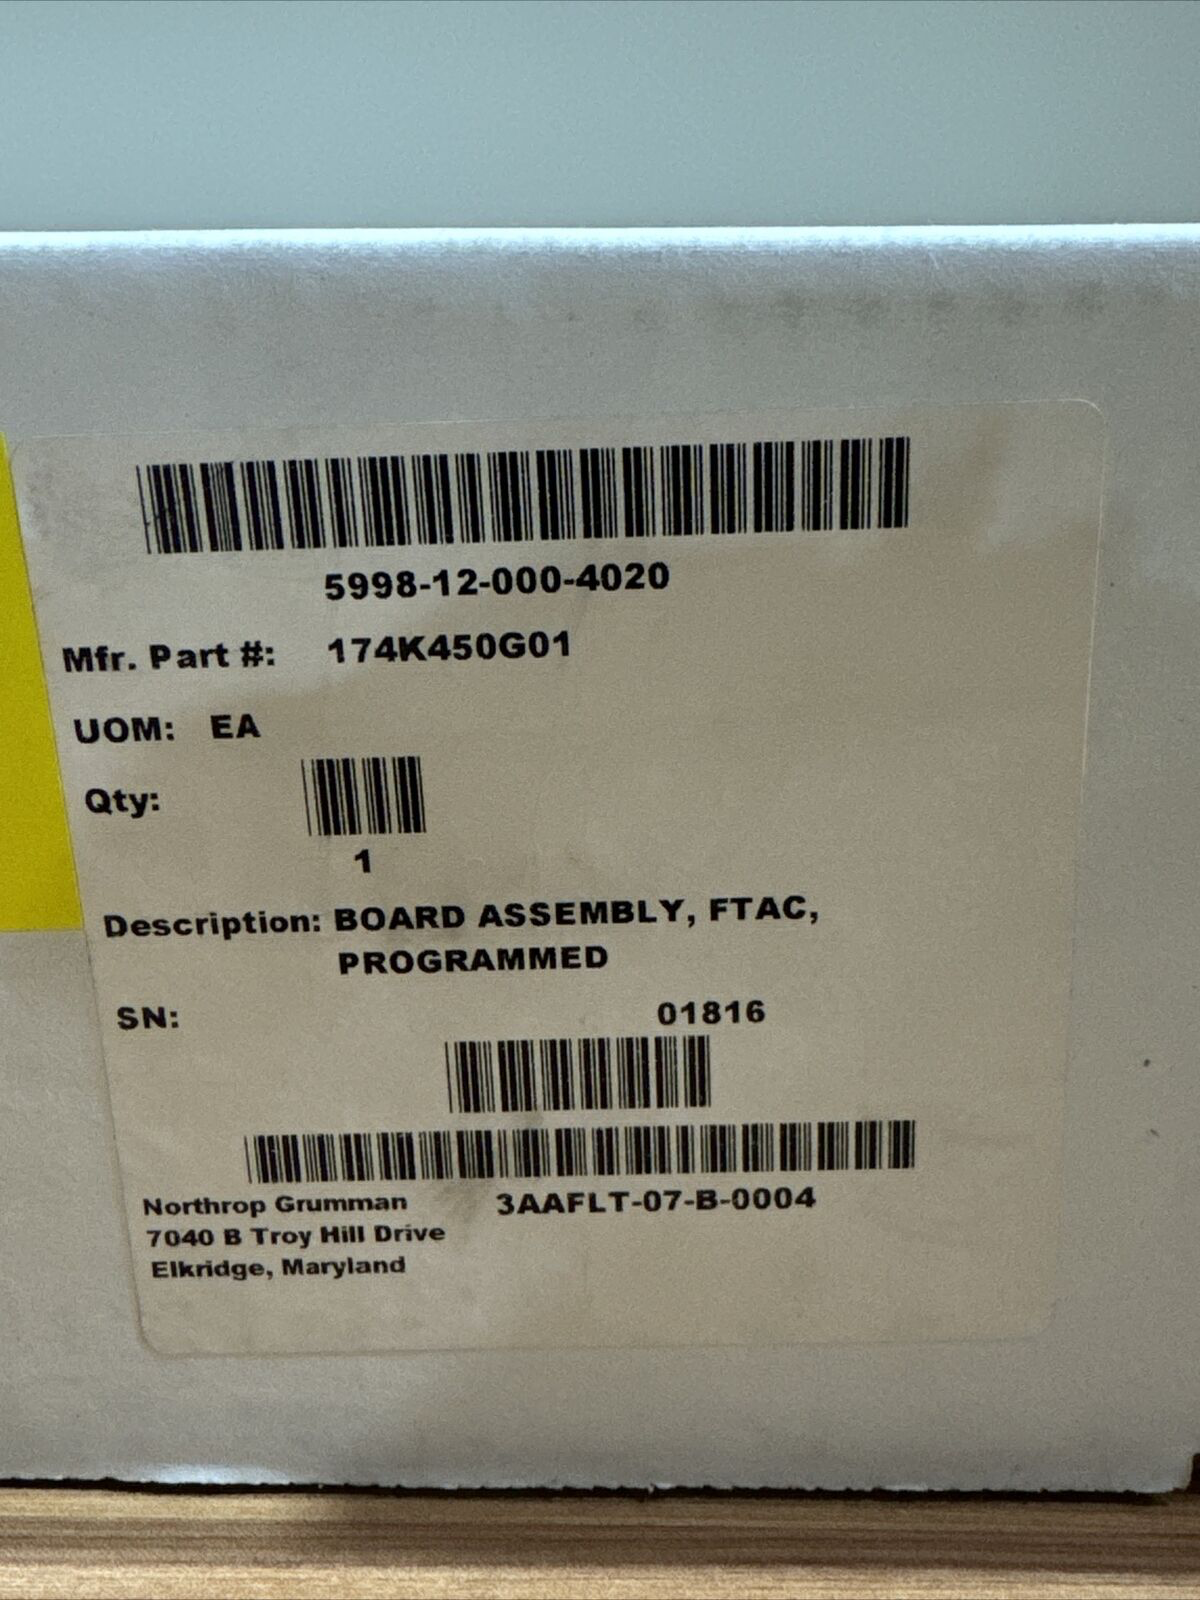 5998-12-000-4020
Mfr. Part #: 174K450G01
UOM: EA
Qty:
1
Description: BOARD ASSEMBLY, FTAC,
PROGRAMMED
SN: 01816
Northrop Grumman 3AAFLT-07-B-0004
7040 B Troy Hill Drive
Elkridge, Maryland